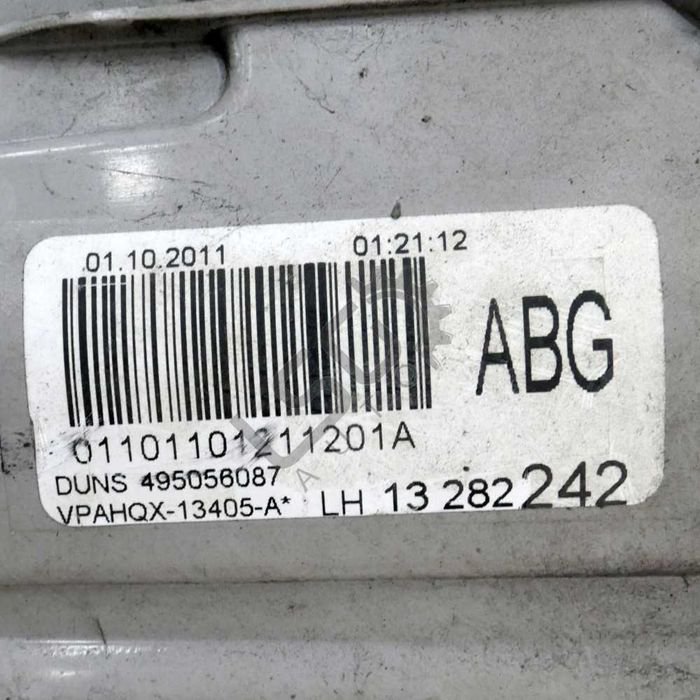 01.10.2011 01:21:12
ABG
01101101211201A
DUNS 495056087
VPAHQX-13405-A* LH 13 282 242